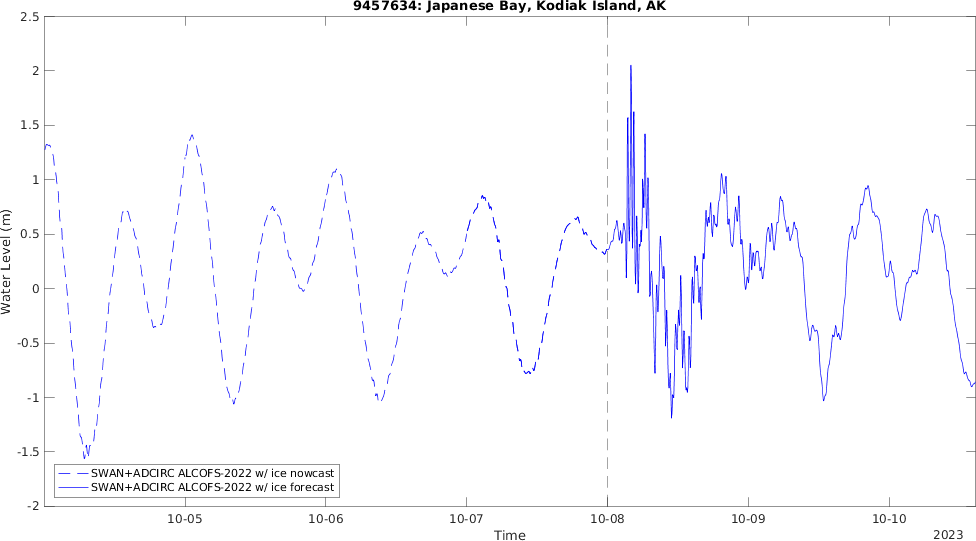 9457634: Japanese Bay, Kodiak Island, AK
2.5
2
1.5
1
0.5
0
-0.5
-1
-1.5
-2
Water Level (m)
SWAN+ADCIRC ALCOFS-2022 w/ ice nowcast
SWAN+ADCIRC ALCOFS-2022 w/ ice forecast
10-05 10-06 10-07 10-08 10-09 10-10
Time
2023